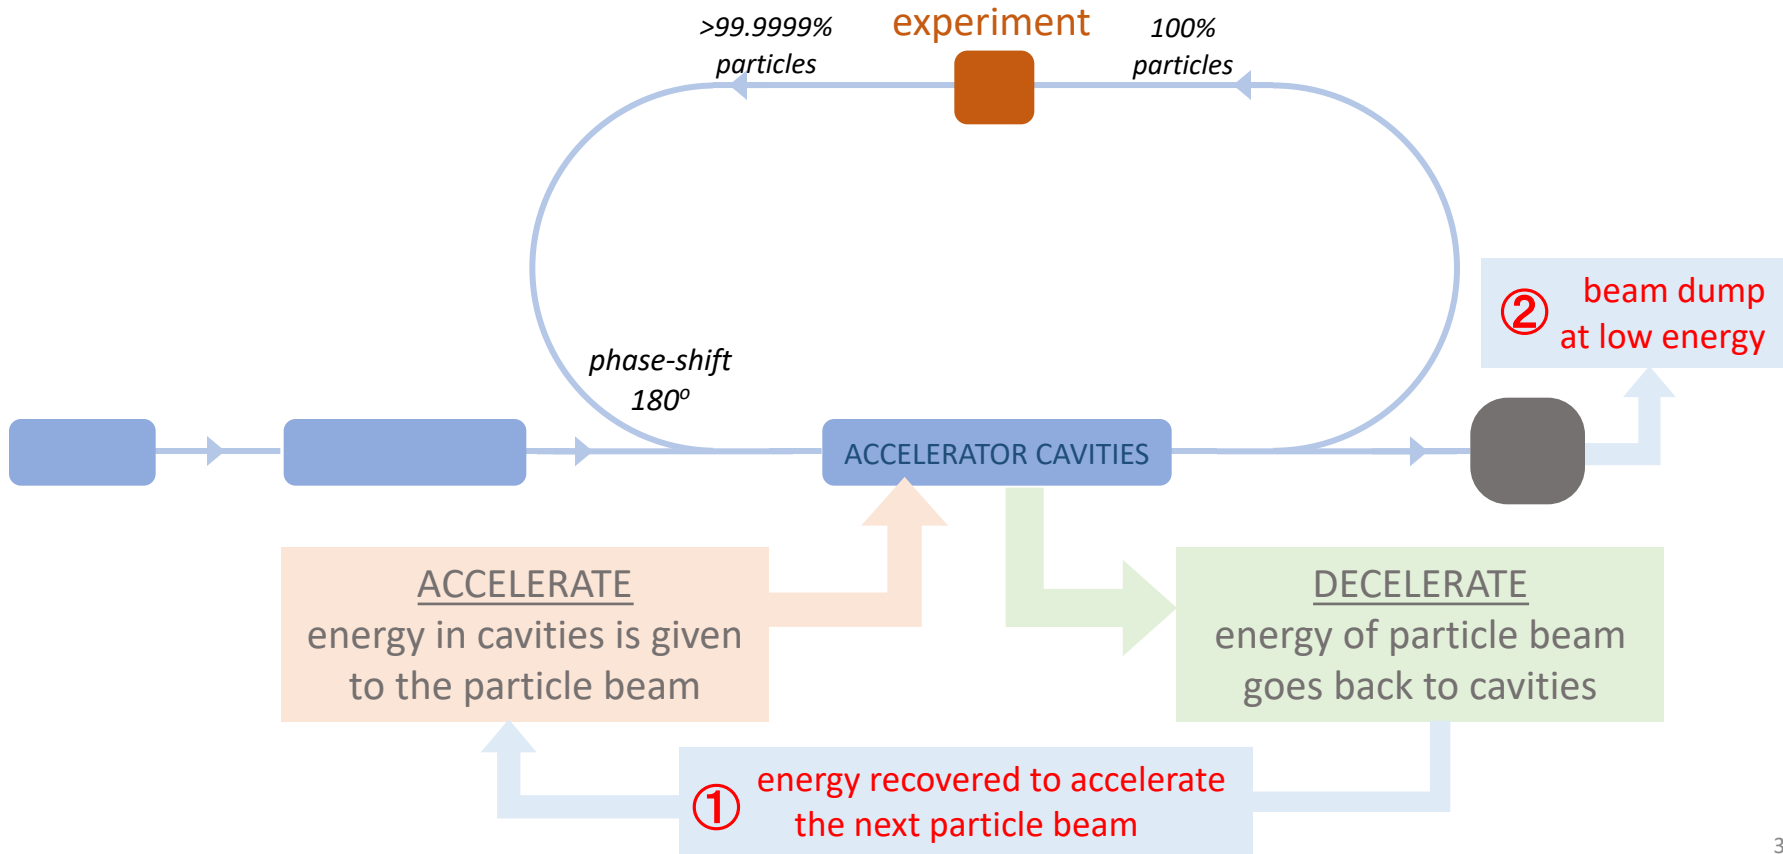 >99.9999%
particles
experiment
100%
particles
② beam dump
at low energy
phase-shift
180º
ACCELERATOR CAVITIES
ACCELERATE
energy in cavities is given
to the particle beam
DECELERATE
energy of particle beam
goes back to cavities
① energy recovered to accelerate
the next particle beam
3